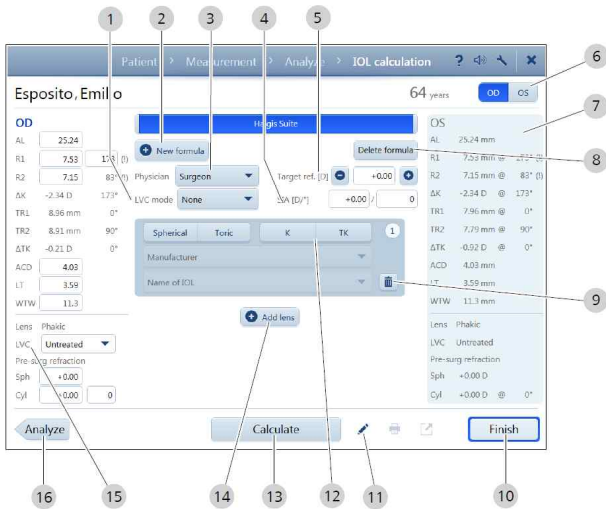 1 2 3 4 5
Patient > Measurement > Analyze > IOL calculation ?
6
Esposito, Emilio 64 years OD OS
7
OD Haigis Suite OS
AL 25.24 AL 25.24 mm
New formula Delete formula 8
R1 7.53 173 (!) R1 7.53 mm @ 173° (!)
R2 7.15 83° (!) Physician Surgeon Target ref. [D] +0.00 R2 7.15 mm @ 83° (!)
ΔK -2.34 D 173° LVC mode None SIA [D/°] +0.00 / 0 ΔK -2.34 D @ 173°
TR1 8.96 mm 0° TR1 7.96 mm @ 0°
TR2 8.91 mm 90° Spherical Toric K TK 1 TR2 7.79 mm @ 90°
ΔTK -0.21 D 0° Manufacturer ΔTK -0.92 D @ 0°
ACD 4.03 ACD 4.03 mm
LT 3.59 Name of IOL LT 3.59 mm
9
WTW 11.3 WTW 11.3 mm
Add lens
Lens Phakic Lens Phakic
LVC Untreated LVC Untreated
Pre-surg refraction Pre-surg refraction
Sph +0.00 Sph +0.00 D
Cyl +0.00 0 Cyl +0.00 D @ 0°
Analyze Calculate Finish
16 15 14 13 12 11 10